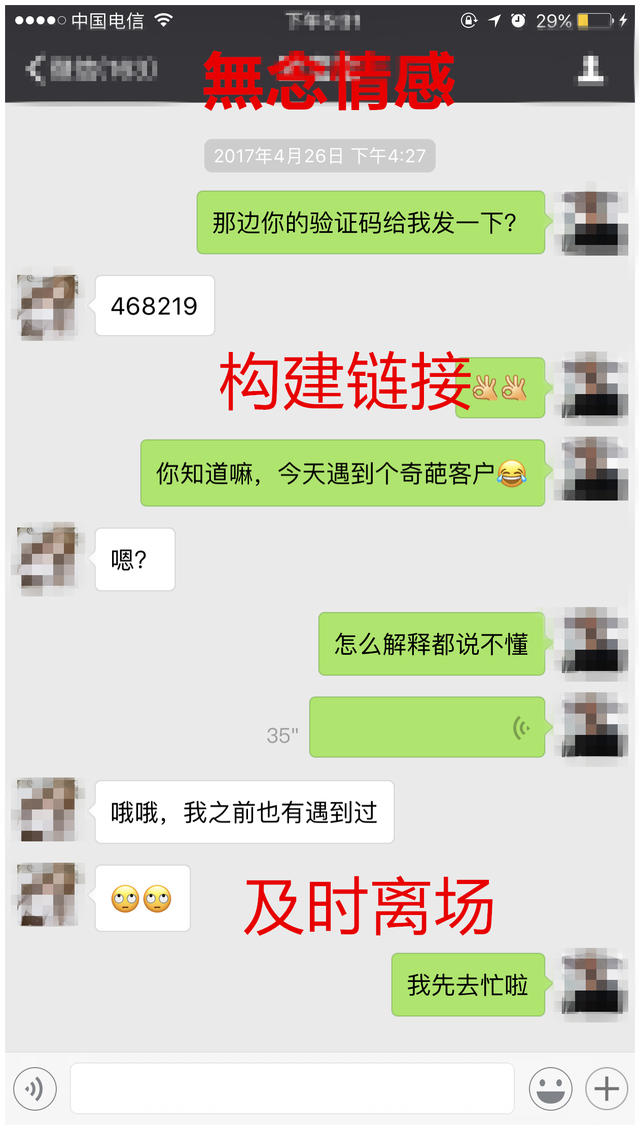 中国电信
29%
無念情感
2017年4月26日 下午4:27
那边你的验证码给我发一下？
468219
构建链接
👌👌
你知道嘛，今天遇到个奇葩客户😂
嗯？
怎么解释都说不懂
35"
哦哦，我之前也有遇到过
🙄🙄
及时离场
我先去忙啦